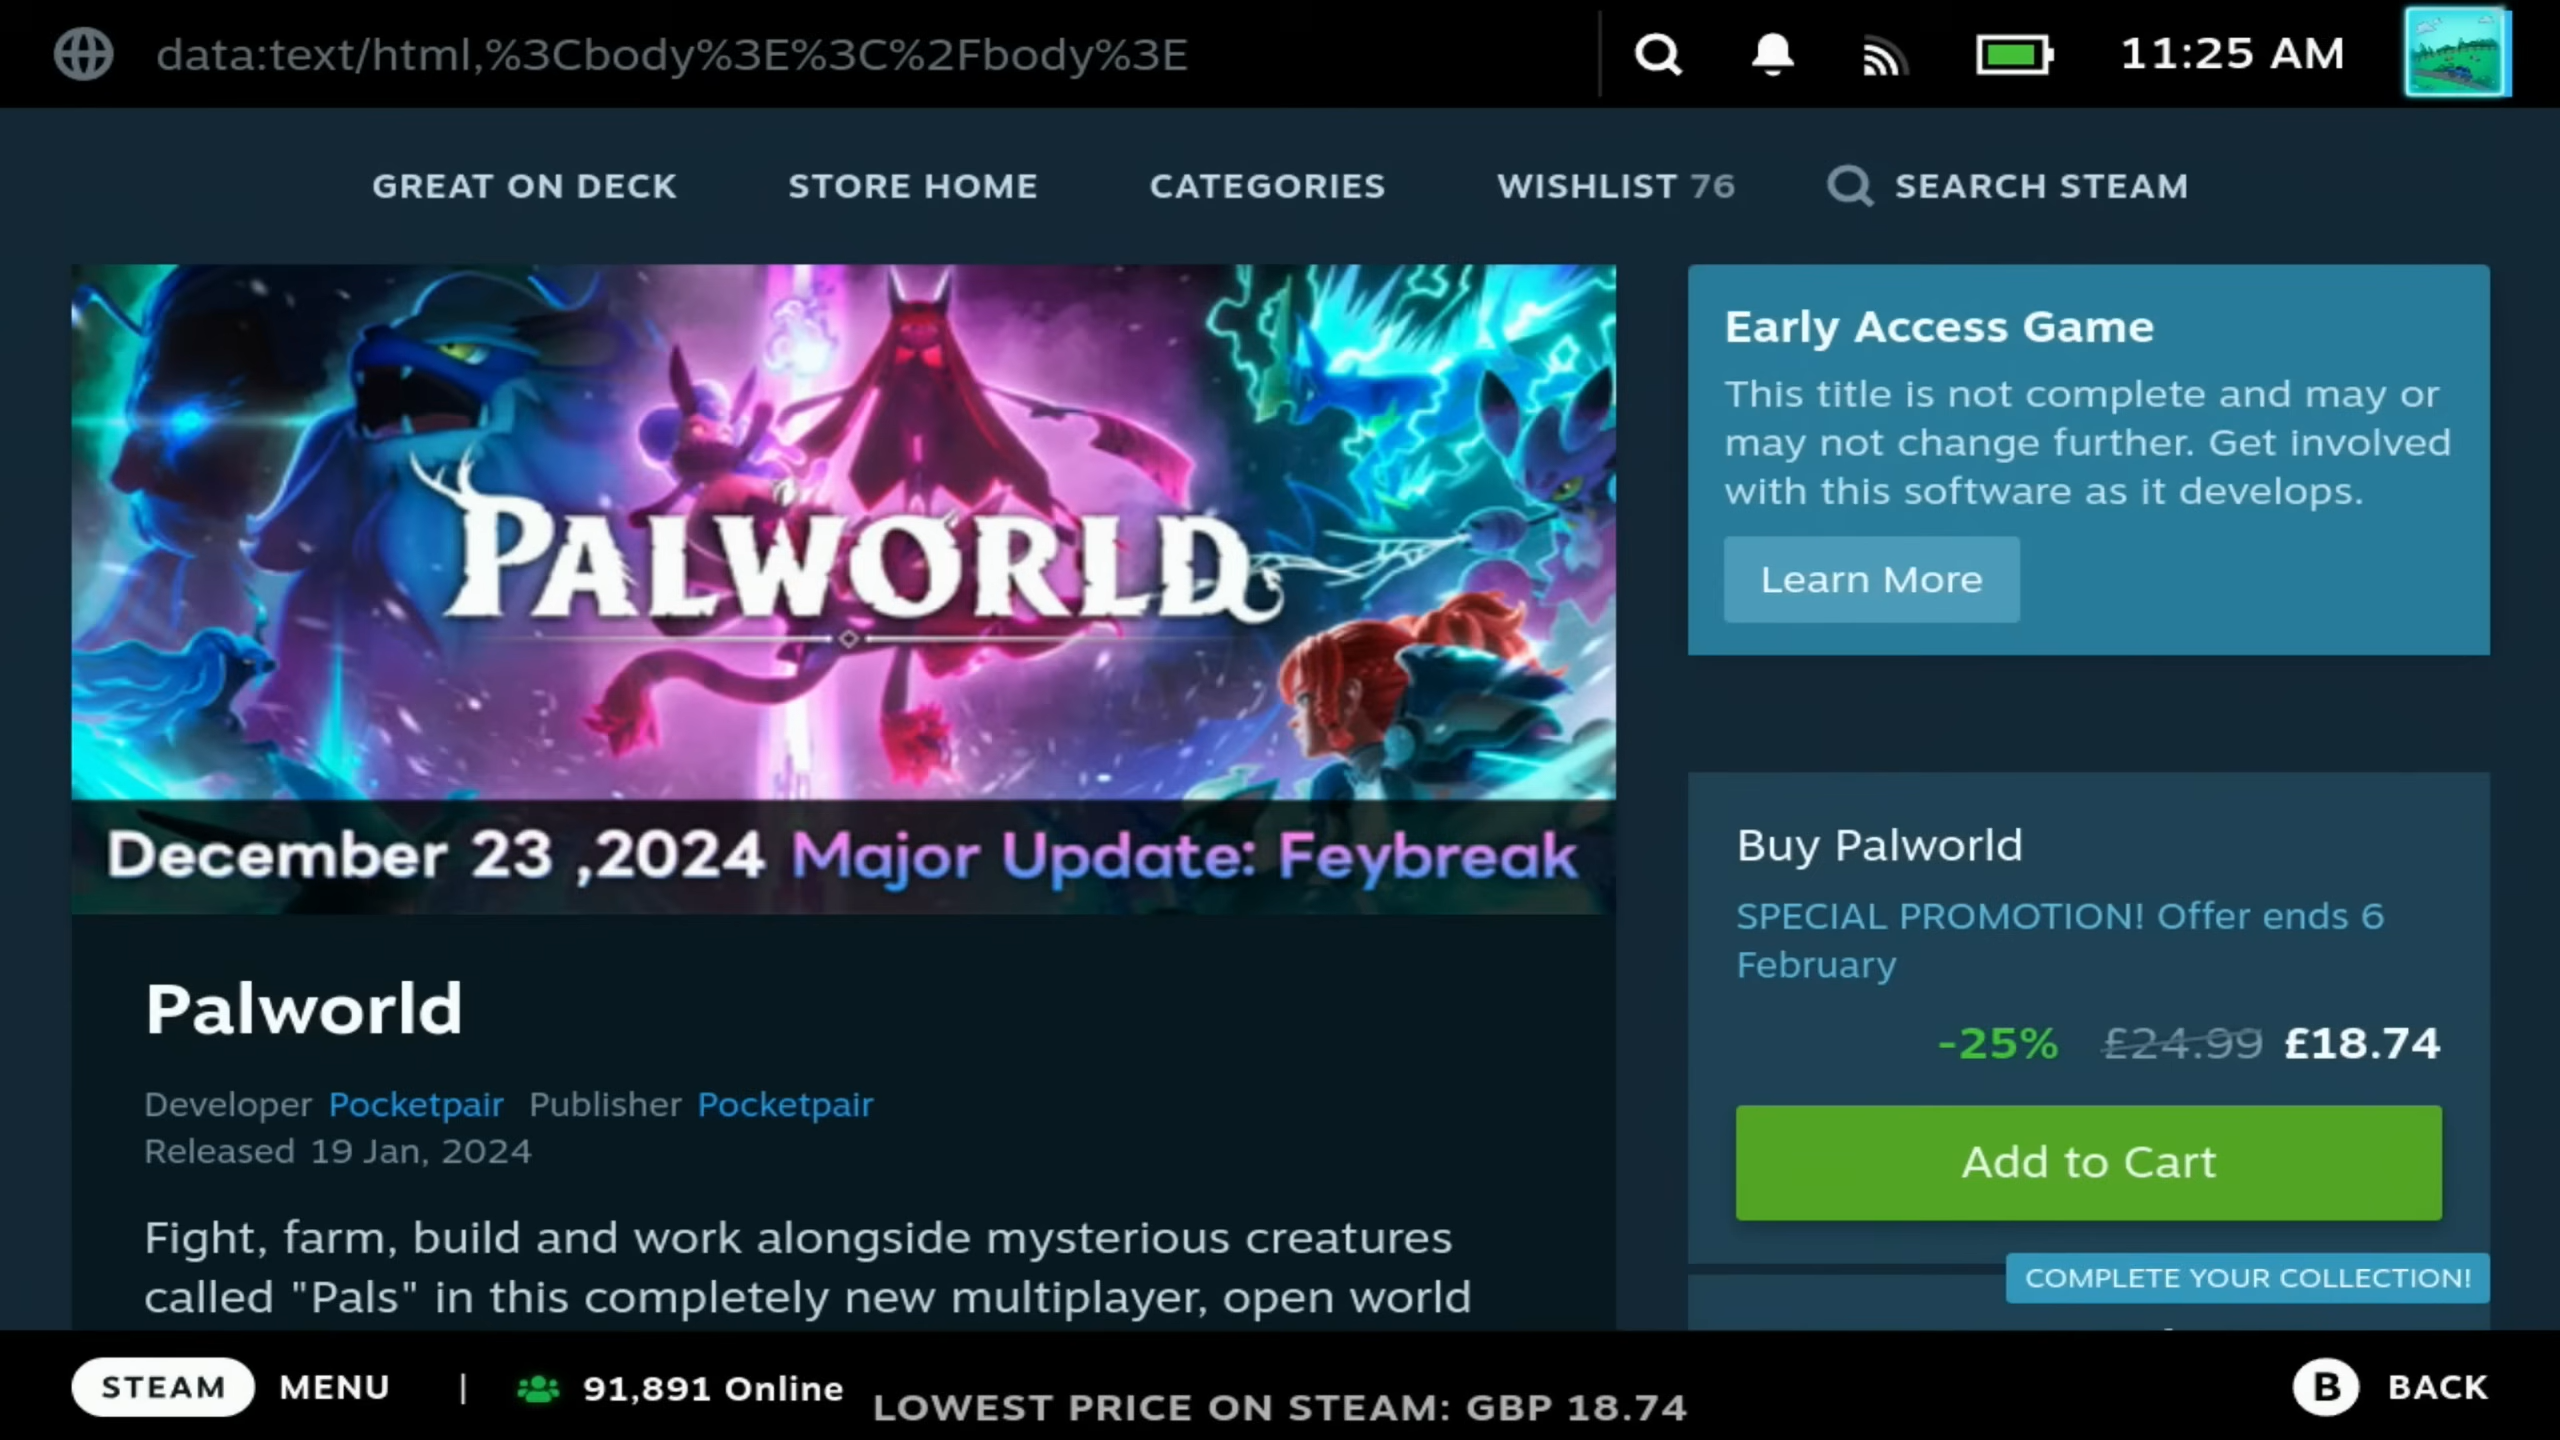 data:text/html,%3Cbody%3E%3C%2Fbody%3E
11:25 AM
GREAT ON DECK
STORE HOME
CATEGORIES
WISHLIST 76
SEARCH STEAM
PALWORLD
December 23 ,2024 Major Update: Feybreak
Palworld
Developer Pocketpair Publisher Pocketpair
Released 19 Jan, 2024
Fight, farm, build and work alongside mysterious creatures
called "Pals" in this completely new multiplayer, open world
Early Access Game
This title is not complete and may or
may not change further. Get involved
with this software as it develops.
Learn More
Buy Palworld
SPECIAL PROMOTION! Offer ends 6
February
-25% £24.99 £18.74
Add to Cart
COMPLETE YOUR COLLECTION!
STEAM MENU | 91,891 Online
LOWEST PRICE ON STEAM: GBP 18.74
B BACK